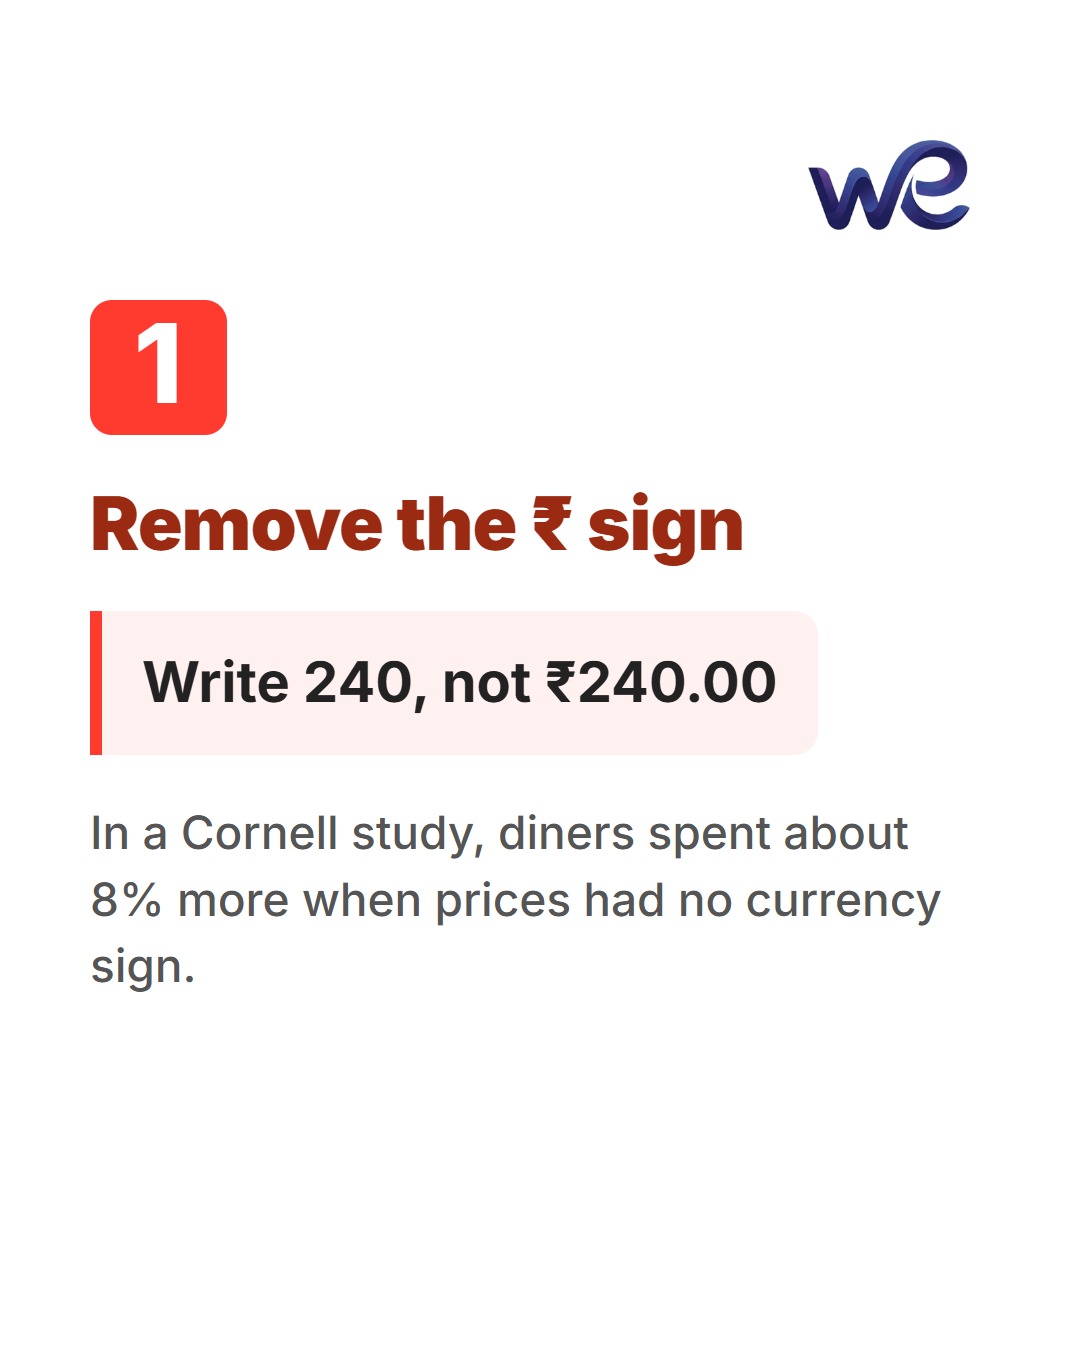 we
1
Remove the ₹ sign
Write 240, not ₹240.00
In a Cornell study, diners spent about
8% more when prices had no currency
sign.